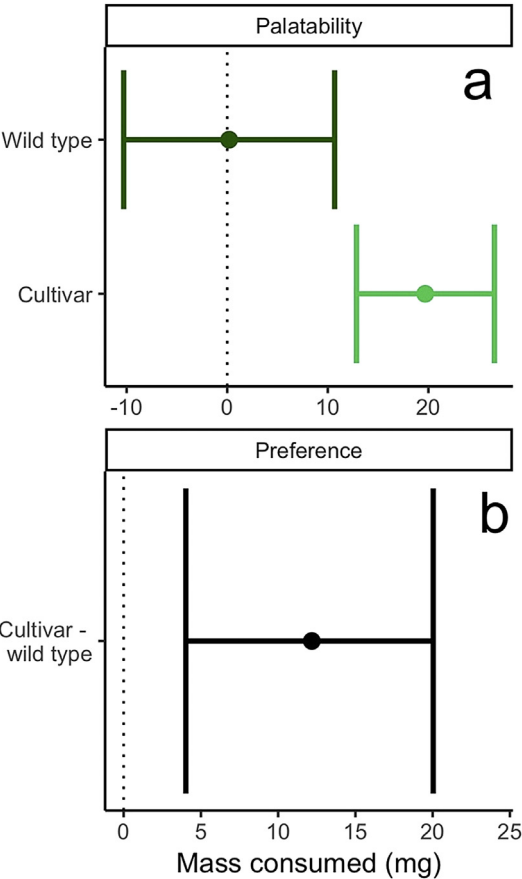 Palatability
a
Wild type
Cultivar
-10 0 10 20
Preference
b
Cultivar -
wild type
0 5 10 15 20 25
Mass consumed (mg)